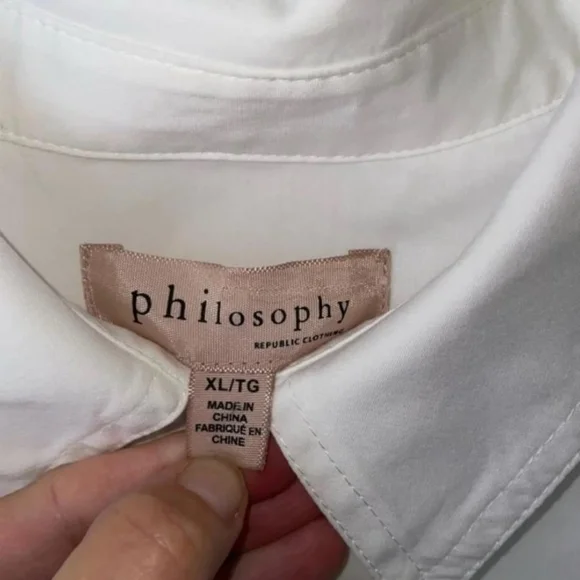 philosophy
REPUBLIC CLOTHING
XL/TG
MADE IN
CHINA
FABRIQUÉ EN
CHINE